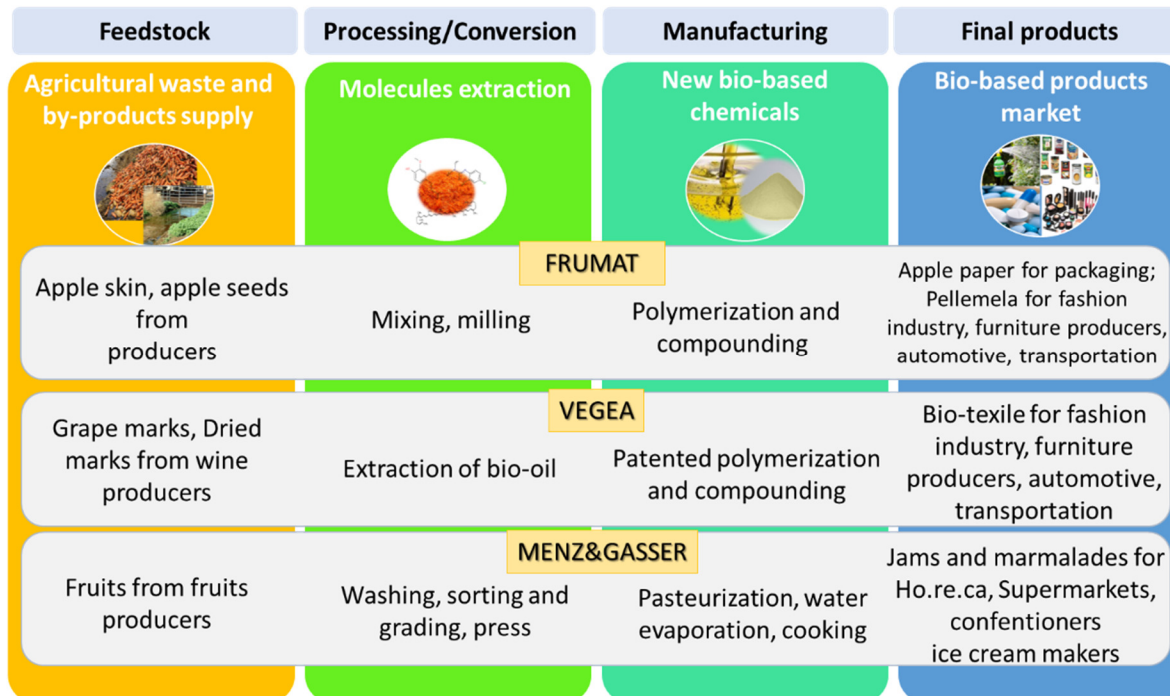 Feedstock
Processing/Conversion
Manufacturing
Final products
Agricultural waste and
by-products supply
Molecules extraction
New bio-based
chemicals
Bio-based products
market
FRUMAT
Apple skin, apple seeds
from
producers
Mixing, milling
Polymerization and
compounding
Apple paper for packaging;
Pellemela for fashion
industry, furniture producers,
automotive, transportation
VEGEA
Grape marks, Dried
marks from wine
producers
Extraction of bio-oil
Patented polymerization
and compounding
Bio-texile for fashion
industry, furniture
producers, automotive,
transportation
MENZ&GASSER
Fruits from fruits
producers
Washing, sorting and
grading, press
Pasteurization, water
evaporation, cooking
Jams and marmalades for
Ho.re.ca, Supermarkets,
confentioners
ice cream makers